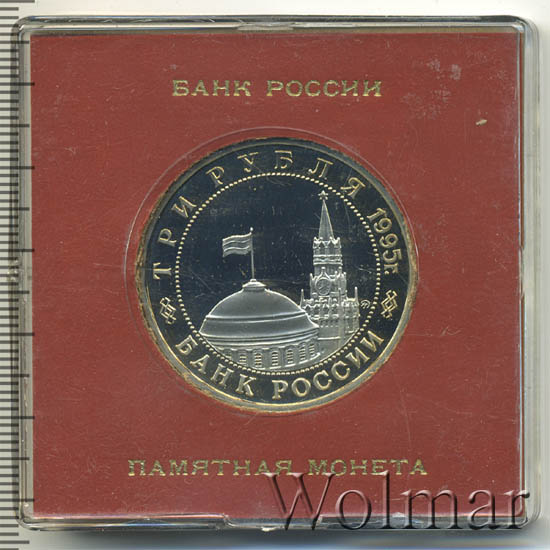 БАНК РОССИИ
ТРИ РУБЛЯ 1995г.
БАНК РОССИИ
ПАМЯТНАЯ МОНЕТА
Wolmar